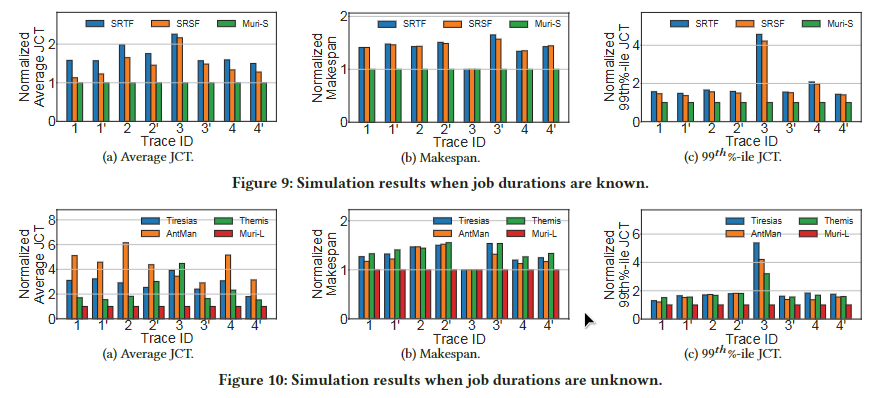 SRTF SRSF Muri-S
Normalized
Average JCT
2
1
0
1 1' 2 2' 3 3' 4 4'
Trace ID
(a) Average JCT.
SRTF SRSF Muri-S
Normalized
Makespan
2
1
0
1 1' 2 2' 3 3' 4 4'
Trace ID
(b) Makespan.
SRTF SRSF Muri-S
Normalized
99th%-ile JCT
4
2
0
1 1' 2 2' 3 3' 4 4'
Trace ID
(c) 99th%-ile JCT.
Figure 9: Simulation results when job durations are known.
Tiresias Themis
AntMan Muri-L
Normalized
Average JCT
8
6
4
2
0
1 1' 2 2' 3 3' 4 4'
Trace ID
(a) Average JCT.
Tiresias Themis
AntMan Muri-L
Normalized
Makespan
2
1
0
1 1' 2 2' 3 3' 4 4'
Trace ID
(b) Makespan.
Tiresias Themis
AntMan Muri-L
Normalized
99th%-ile JCT
6
4
2
0
1 1' 2 2' 3 3' 4 4'
Trace ID
(c) 99th%-ile JCT.
Figure 10: Simulation results when job durations are unknown.